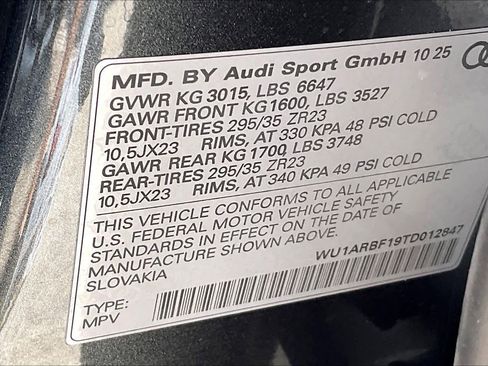 MFD. BY Audi Sport GmbH 10 25
GVWR KG 3015, LBS 6647
GAWR FRONT KG1600, LBS 3527
FRONT-TIRES 295/35 ZR23
10,5JX23 RIMS, AT 330 KPA 48 PSI COLD
GAWR REAR KG1700, LBS 3748
REAR-TIRES 295/35 ZR23
10,5JX23 RIMS, AT 340 KPA 49 PSI COLD
THIS VEHICLE CONFORMS TO ALL APPLICABLE
U.S. FEDERAL MOTOR VEHICLE SAFETY
STANDARDS IN EFFECT ON THE DATE OF
MANUFACTURE SHOWN ABOVE.
SLOVAKIA
WU1ARBF19TD012847
TYPE:
MPV